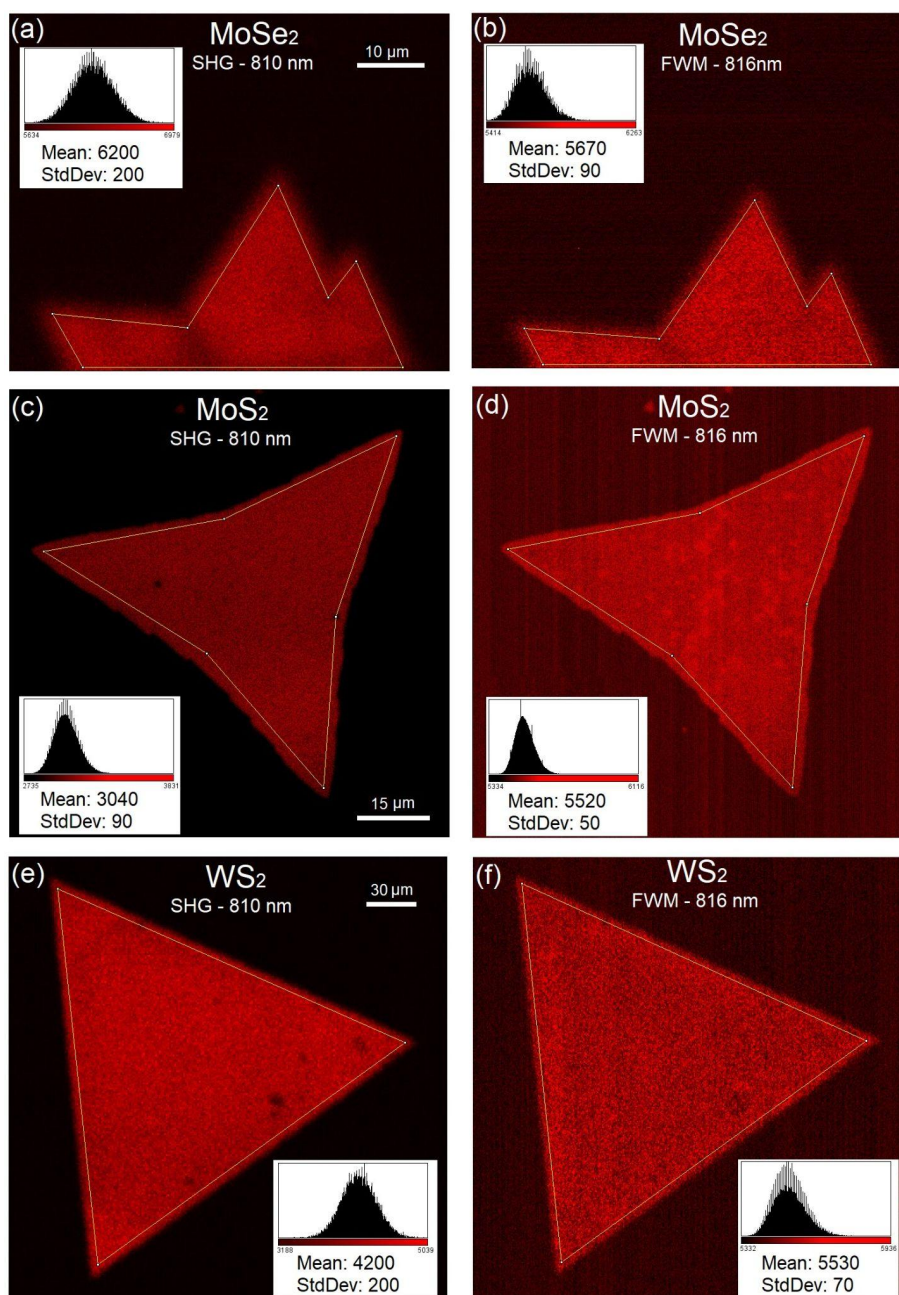 (a)
MoSe₂
SHG - 810 nm
10 µm
5634 6979
Mean: 6200
StdDev: 200
(b)
MoSe₂
FWM - 816nm
5414 6263
Mean: 5670
StdDev: 90
(c)
MoS₂
SHG - 810 nm
2735 3831
Mean: 3040
StdDev: 90
15 µm
(d)
MoS₂
FWM - 816 nm
5334 6116
Mean: 5520
StdDev: 50
(e)
WS₂
SHG - 810 nm
30 µm
3188 5039
Mean: 4200
StdDev: 200
(f)
WS₂
FWM - 816 nm
5332 5936
Mean: 5530
StdDev: 70